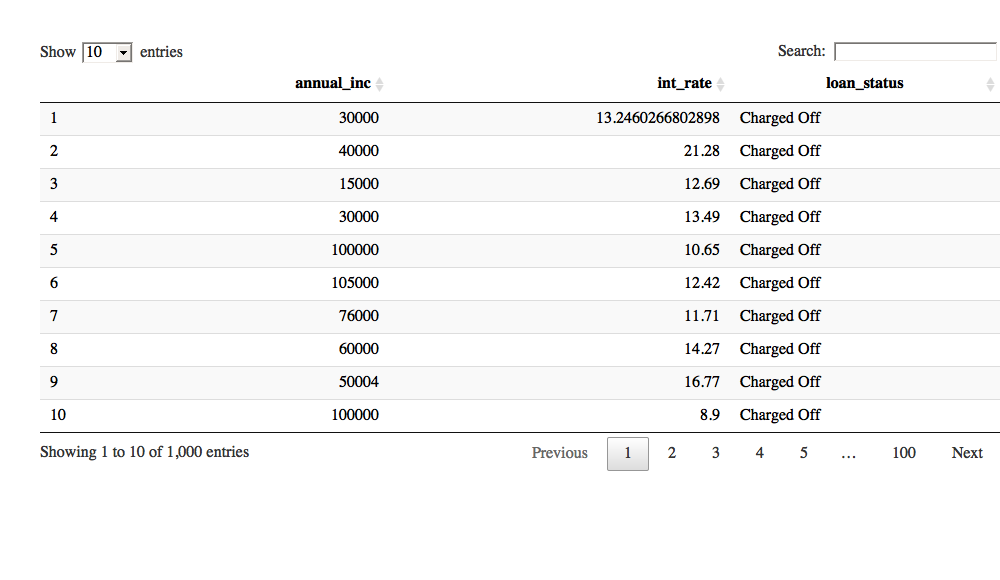 Show 10 entries Search:
annual_inc int_rate loan_status
1 30000 13.2460266802898 Charged Off
2 40000 21.28 Charged Off
3 15000 12.69 Charged Off
4 30000 13.49 Charged Off
5 100000 10.65 Charged Off
6 105000 12.42 Charged Off
7 76000 11.71 Charged Off
8 60000 14.27 Charged Off
9 50004 16.77 Charged Off
10 100000 8.9 Charged Off
Showing 1 to 10 of 1,000 entries Previous 1 2 3 4 5 … 100 Next